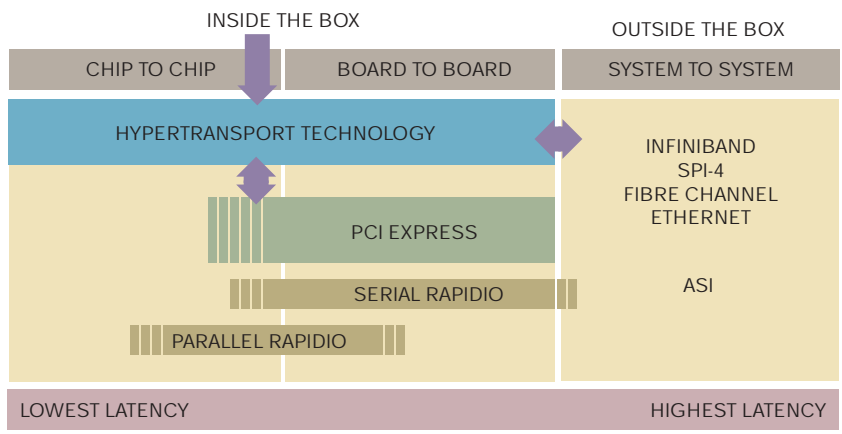 INSIDE THE BOX
OUTSIDE THE BOX
CHIP TO CHIP
BOARD TO BOARD
SYSTEM TO SYSTEM
HYPERTRANSPORT TECHNOLOGY
INFINIBAND
SPI-4
FIBRE CHANNEL
ETHERNET
PCI EXPRESS
SERIAL RAPIDIO
ASI
PARALLEL RAPIDIO
LOWEST LATENCY
HIGHEST LATENCY